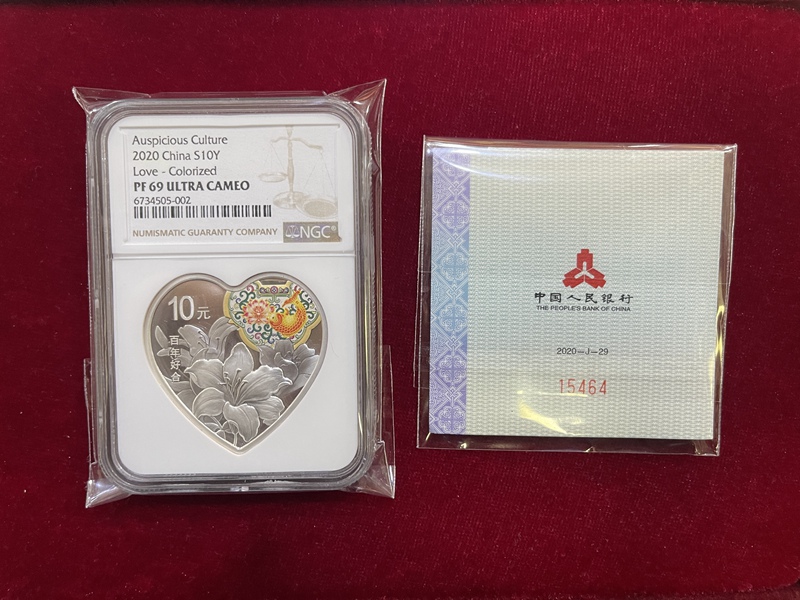 Auspicious Culture
2020 China S10Y
Love - Colorized
PF 69 ULTRA CAMEO
6734505-002
NUMISMATIC GUARANTY COMPANY
NGC®
10元
百年好合
中国人民银行
THE PEOPLE'S BANK OF CHINA
2020-J-29
15464